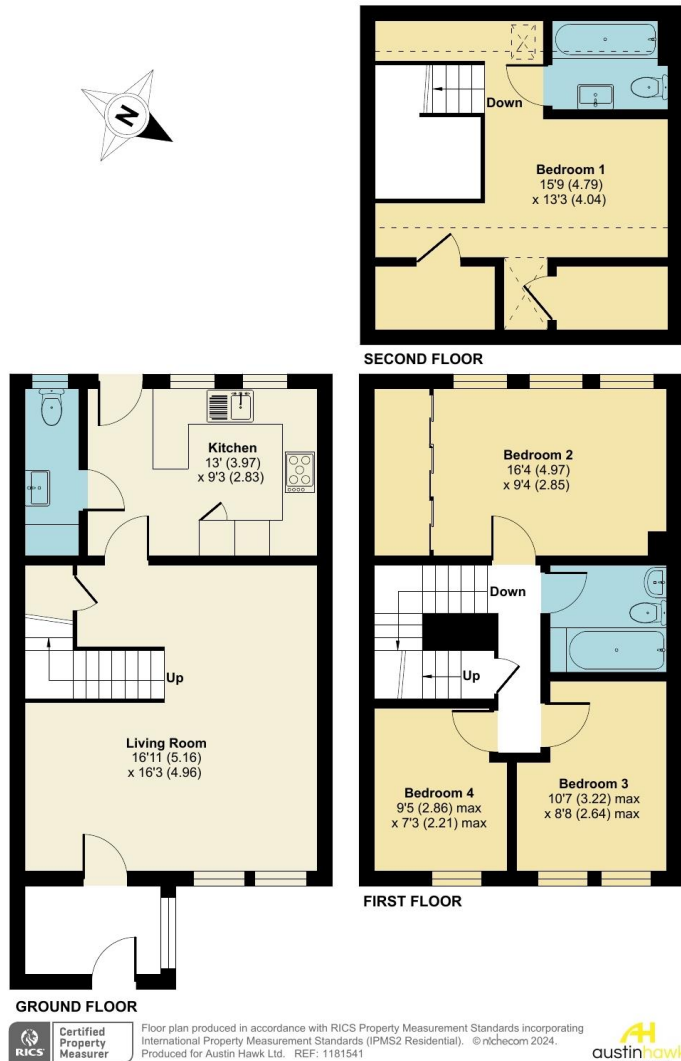 N
Down
Bedroom 1
15'9 (4.79)
x 13'3 (4.04)
SECOND FLOOR
Kitchen
13' (3.97)
x 9'3 (2.83)
Up
Living Room
16'11 (5.16)
x 16'3 (4.96)
GROUND FLOOR
Bedroom 2
16'4 (4.97)
x 9'4 (2.85)
Down
Up
Bedroom 4
9'5 (2.86) max
x 7'3 (2.21) max
Bedroom 3
10'7 (3.22) max
x 8'8 (2.64) max
FIRST FLOOR
RICS
Certified
Property
Measurer
Floor plan produced in accordance with RICS Property Measurement Standards incorporating
International Property Measurement Standards (IPMS2 Residential). © nichecom 2024.
Produced for Austin Hawk Ltd. REF: 1181541
AH
austinhawk